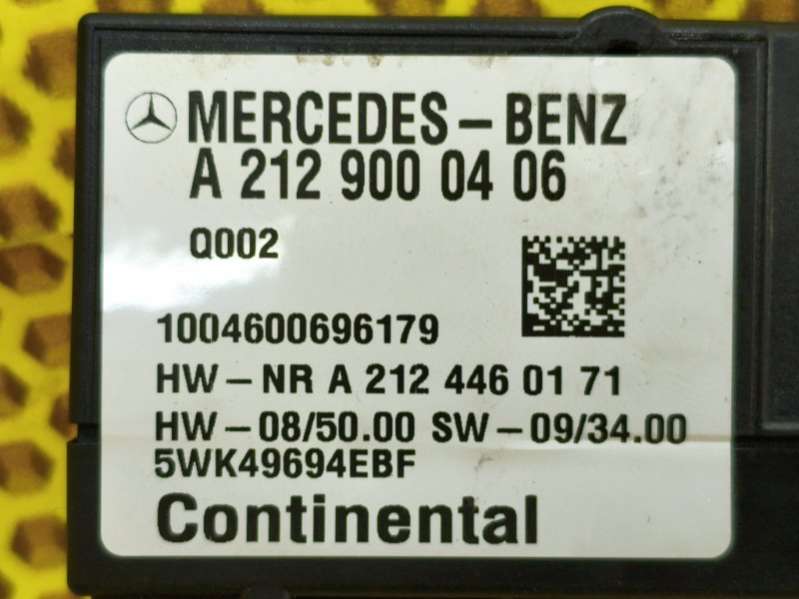 MERCEDES-BENZ
A 212 900 04 06
Q002
1004600696179
HW-NR A 212 446 01 71
HW-08/50.00 SW-09/34.00
5WK49694EBF
Continental